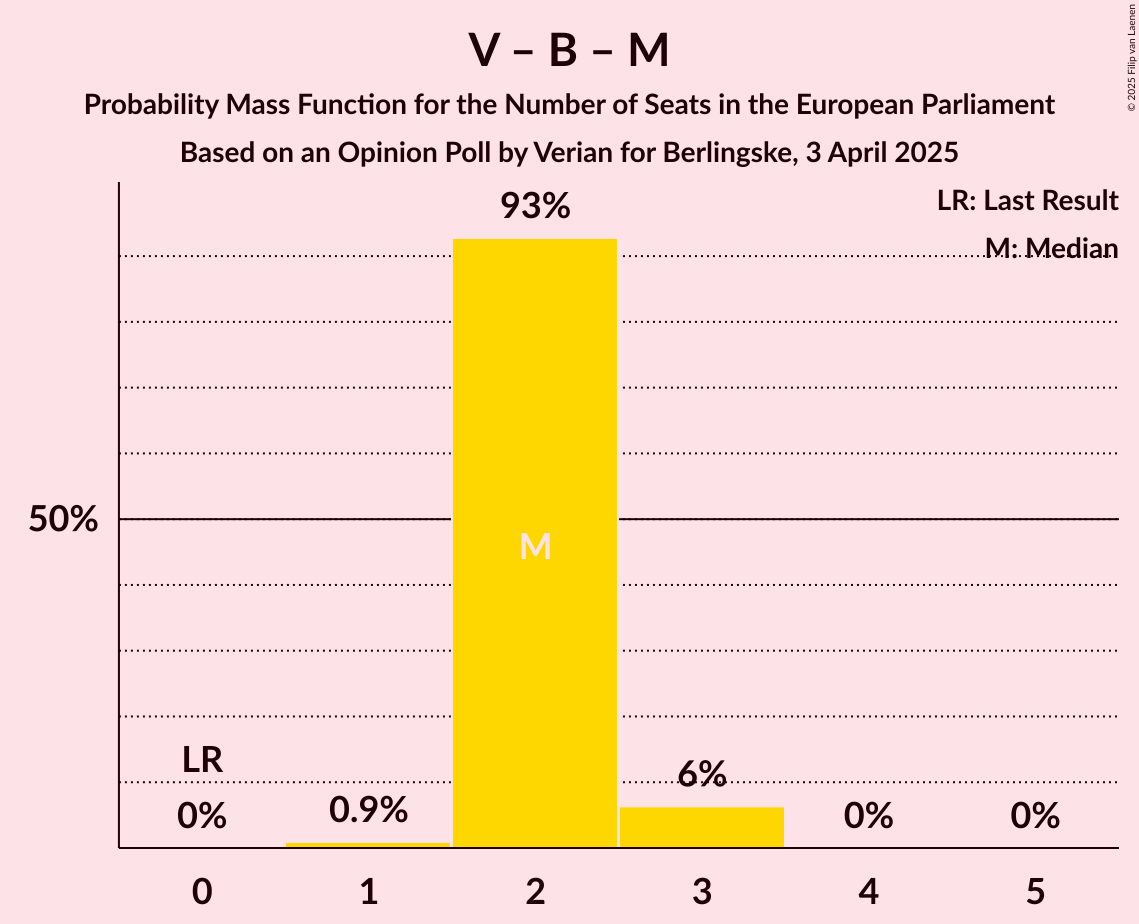 V – B – M
Probability Mass Function for the Number of Seats in the European Parliament
Based on an Opinion Poll by Verian for Berlingske, 3 April 2025
© 2025 Filip van Laenen
LR: Last Result
M: Median
93%
50%
M
LR
0%
0.9%
6%
0%
0%
0
1
2
3
4
5